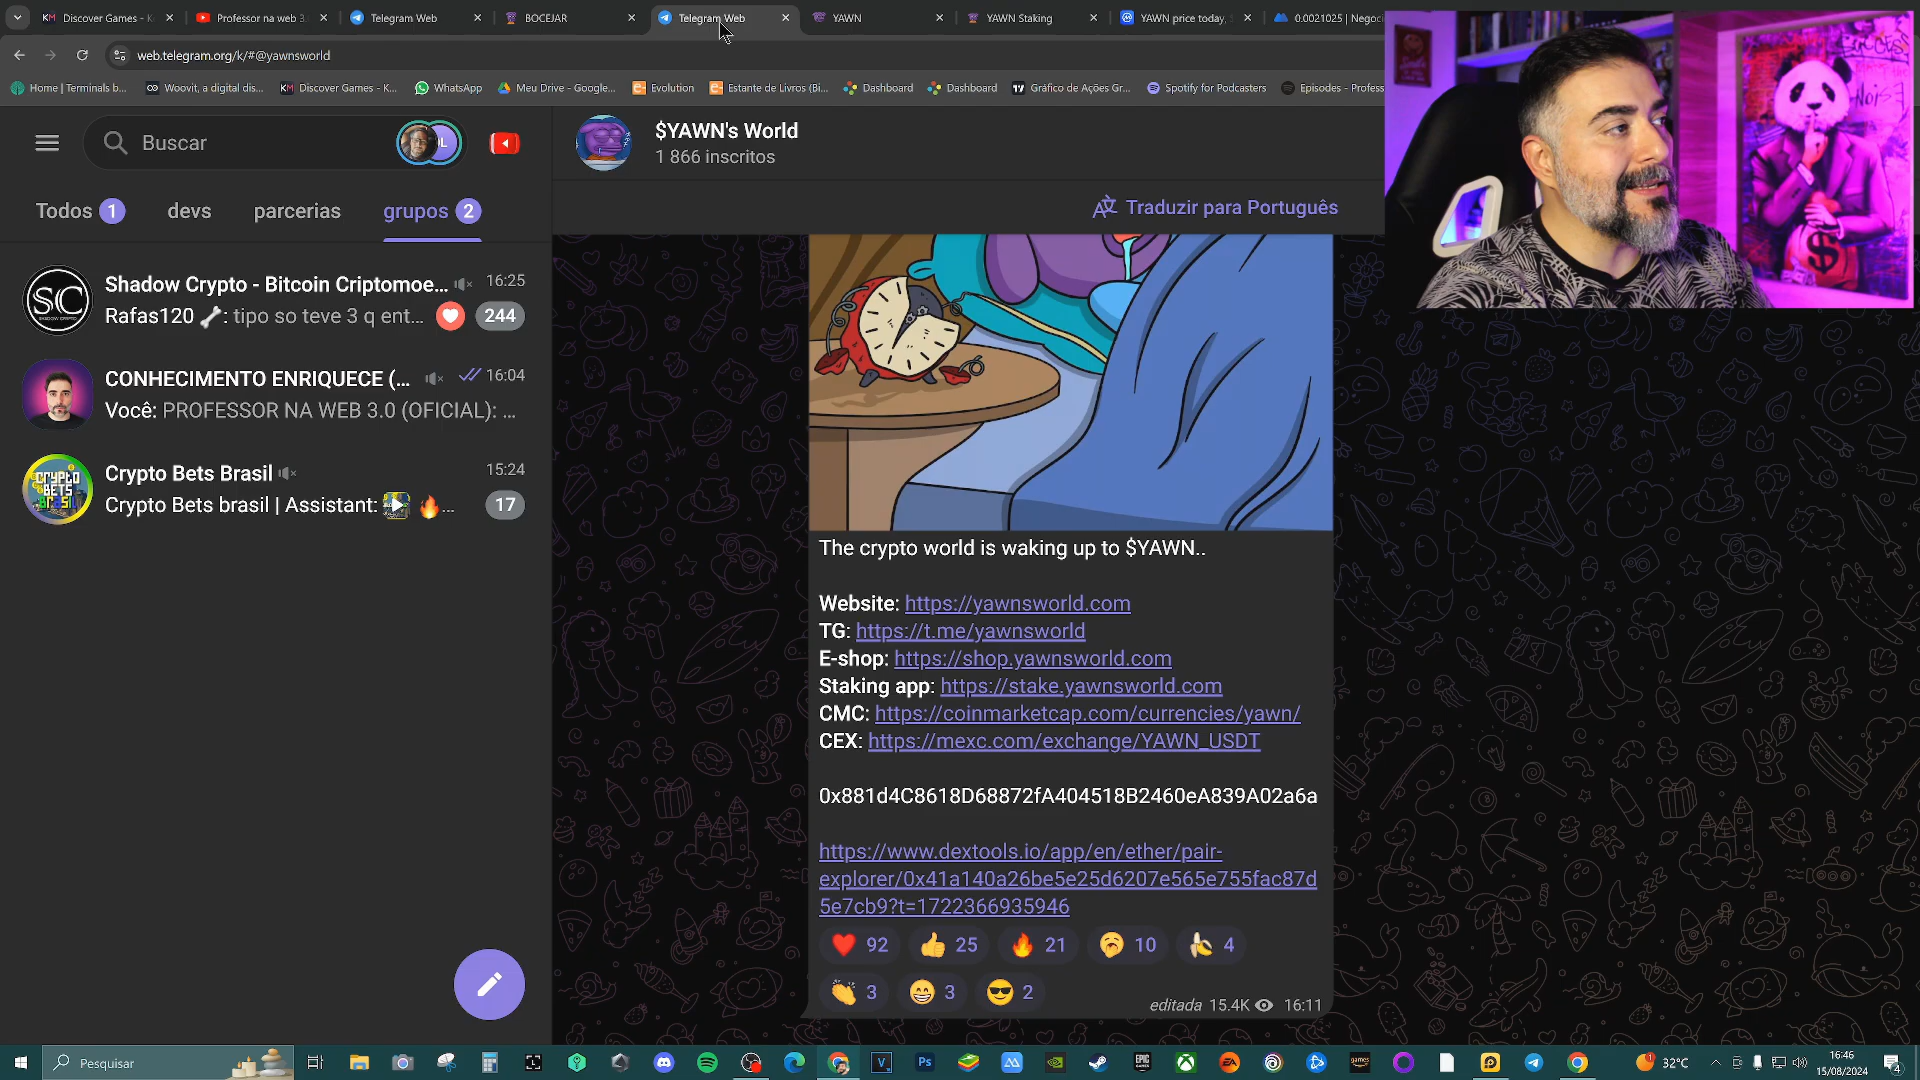 Discover Games - K
Professor na web 3
Telegram Web
BOCEJAR
Telegram Web
YAWN
YAWN Staking
YAWN price today,
0.0021025 | Negoci
web.telegram.org/k/#@yawnsworld
Home | Terminals b...
Woovit, a digital dis...
Discover Games - K...
WhatsApp
Meu Drive - Google...
Evolution
Estante de Livros (Bi...
Dashboard
Dashboard
Gráfico de Ações Gr...
Spotify for Podcasters
Episodes - Profess
Buscar
L
$YAWN's World
1 866 inscritos
Todos 1
devs
parcerias
grupos 2
Traduzir para Português
SC
Shadow Crypto - Bitcoin Criptomoe...
16:25
Rafas120 🦴: tipo so teve 3 q ent...
244
CONHECIMENTO ENRIQUECE (...
16:04
Você: PROFESSOR NA WEB 3.0 (OFICIAL): ...
CRYPTO BETS BRASIL
Crypto Bets Brasil
15:24
Crypto Bets brasil | Assistant: 🔥...
17
The crypto world is waking up to $YAWN..
Website: https://yawnsworld.com
TG: https://t.me/yawnsworld
E-shop: https://shop.yawnsworld.com
Staking app: https://stake.yawnsworld.com
CMC: https://coinmarketcap.com/currencies/yawn/
CEX: https://mexc.com/exchange/YAWN_USDT
0x881d4C8618D68872fA404518B2460eA839A02a6a
https://www.dextools.io/app/en/ether/pair-
explorer/0x41a140a26be5e25d6207e565e755fac87d
5e7cb9?t=1722366935946
❤️ 92 👍 25 🔥 21 🥱 10 🍌 4
👏 3 😁 3 😎 2
editada 15.4K 16:11
Pesquisar
32°C
16:46
15/08/2024
4